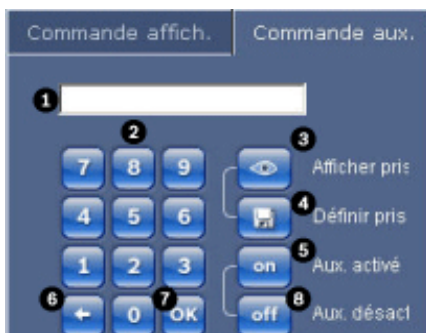 Commande affich. Commande aux.
1
2
3
7 8 9 Afficher pris
4
4 5 6 Définir pris
5
1 2 3 on Aux. activé
6 7 8
0 OK off Aux. désact